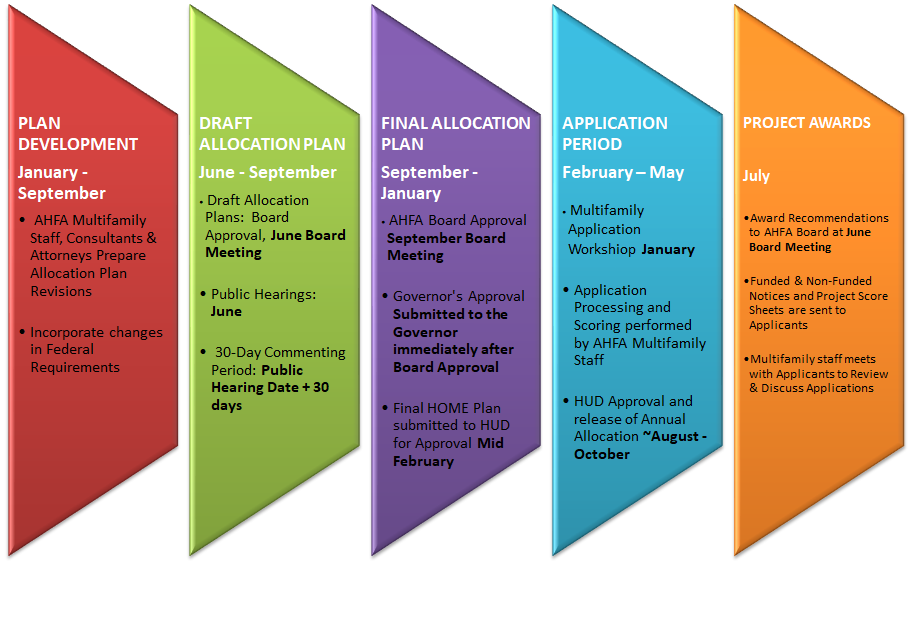 PLAN
DEVELOPMENT
January -
September
• AHFA Multifamily
Staff, Consultants &
Attorneys Prepare
Allocation Plan
Revisions
• Incorporate changes
in Federal
Requirements
DRAFT
ALLOCATION PLAN
June - September
• Draft Allocation
Plans: Board
Approval, June Board
Meeting
• Public Hearings:
June
• 30-Day Commenting
Period: Public
Hearing Date + 30
days
FINAL ALLOCATION
PLAN
September -
January
• AHFA Board Approval
September Board
Meeting
• Governor's Approval
Submitted to the
Governor
immediately after
Board Approval
• Final HOME Plan
submitted to HUD
for Approval Mid
February
APPLICATION
PERIOD
February – May
• Multifamily
Application
Workshiop January
• Application
Processing and
Scoring performed
by AHFA Multifamily
Staff
• HUD Approval and
release of Annual
Allocation ~August -
October
PROJECT AWARDS
July
•Award Recommendations
to AHFA Board at June
Board Meeting
•Funded & Non-Funded
Notices and Project Score
Sheets are sent to
Applicants
•Multifamily staff meets
with Applicants to Review
& Discuss Applications